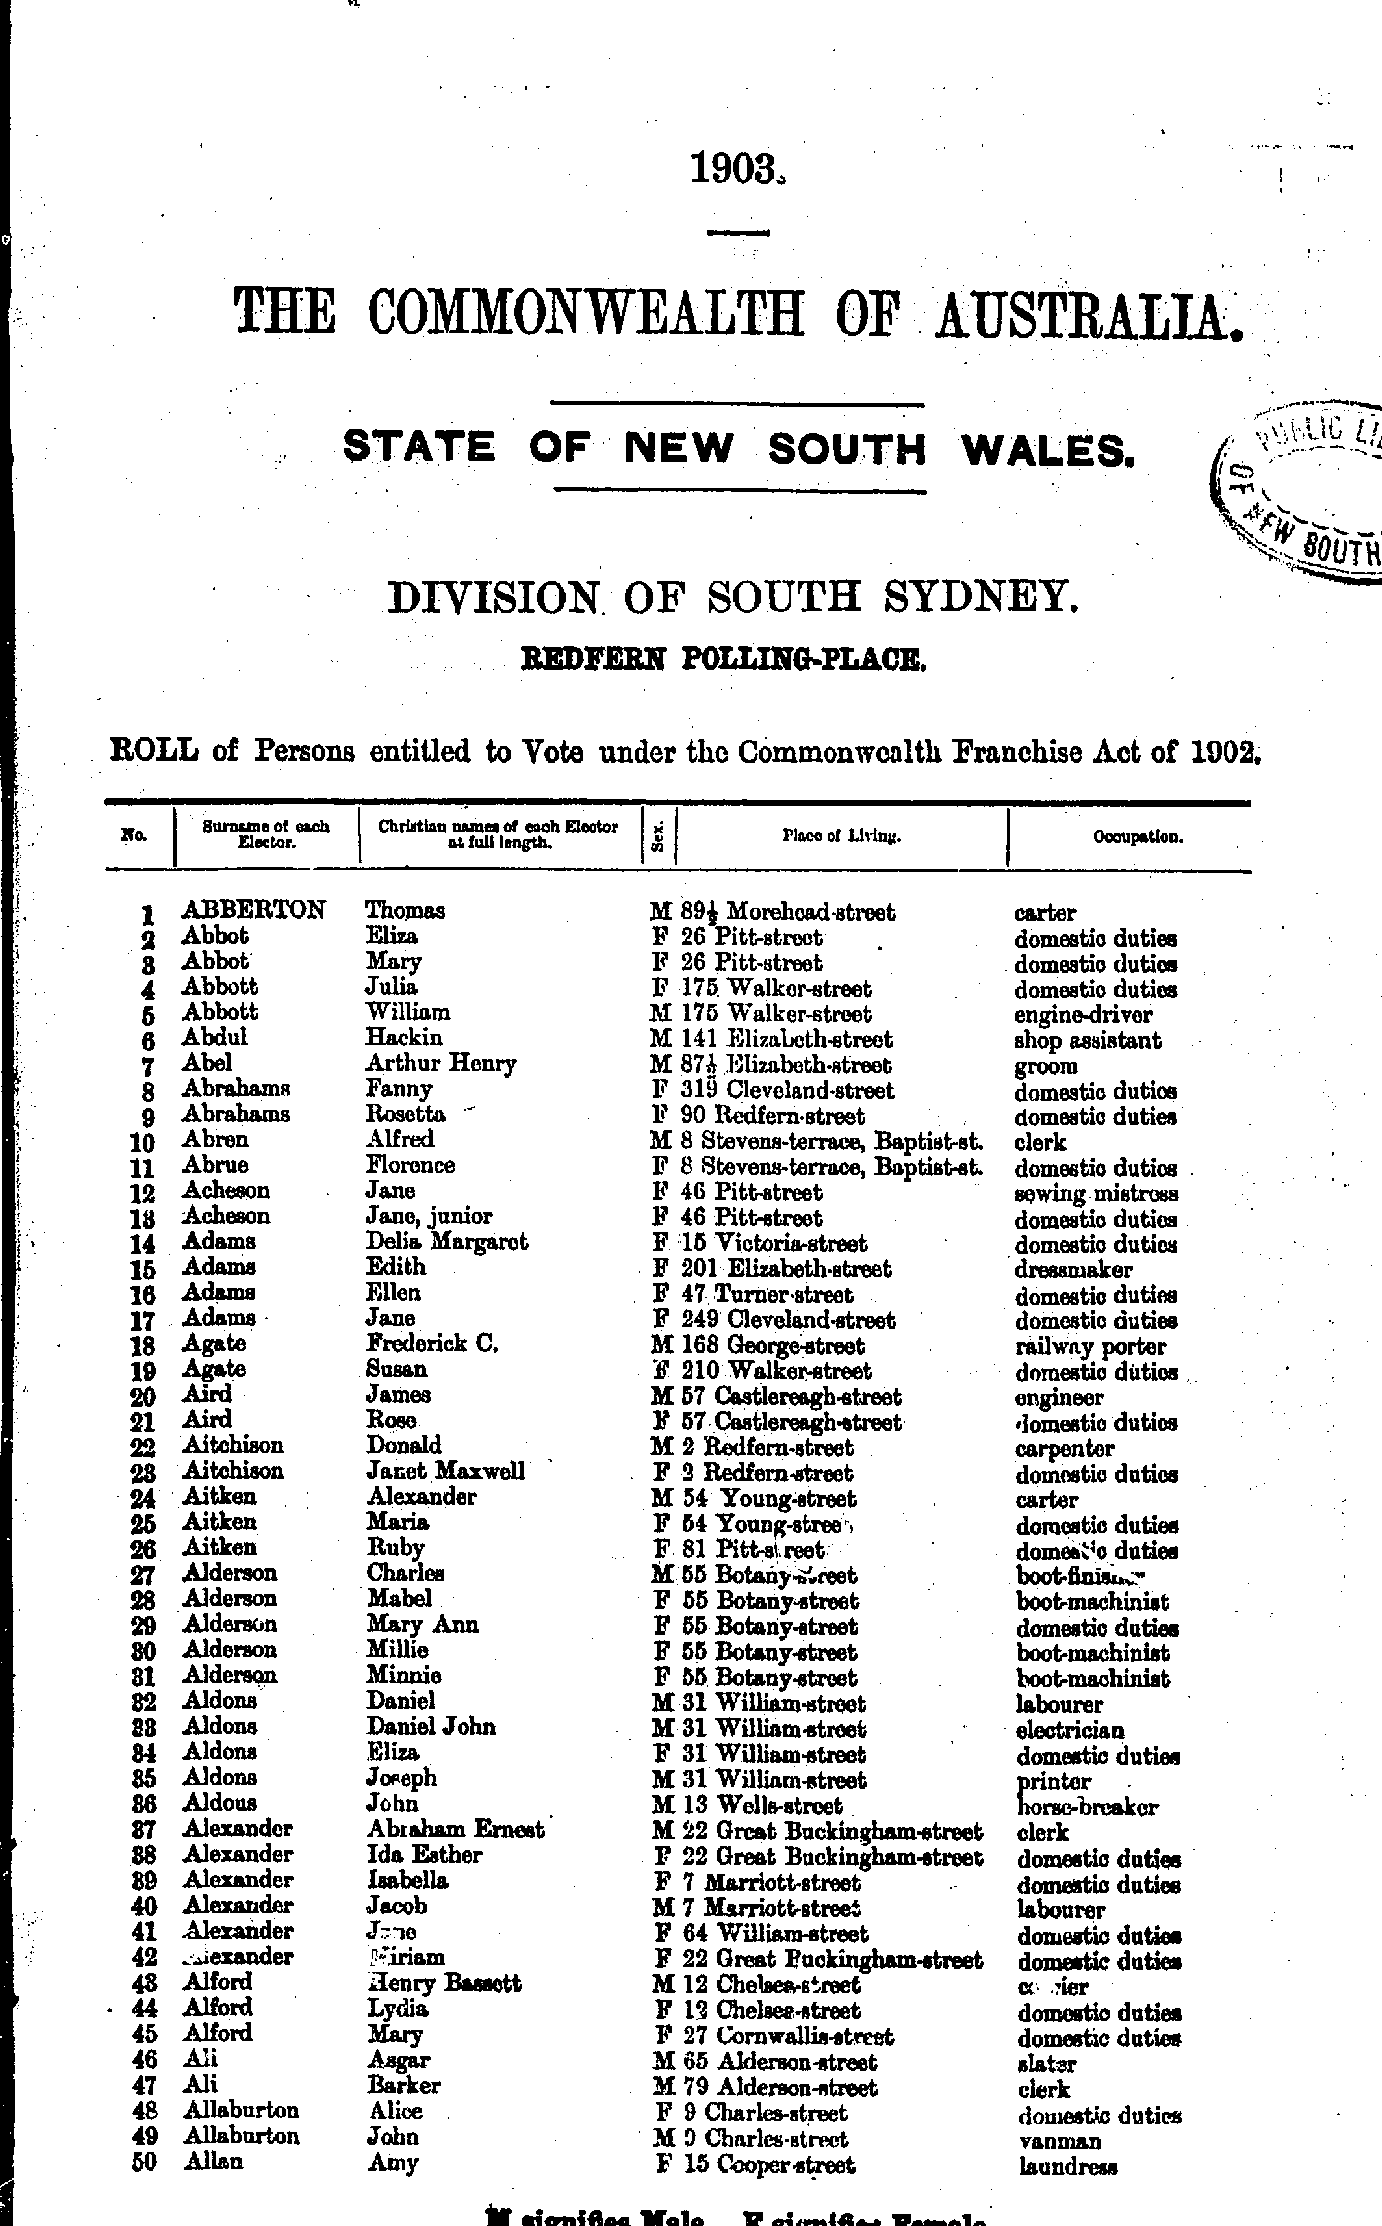 1903.
THE COMMONWEALTH OF AUSTRALIA.
STATE OF NEW SOUTH WALES.
PUBLIC LI
OF NEW SOUTH
DIVISION OF SOUTH SYDNEY.
REDFERN POLLING-PLACE.
ROLL of Persons entitled to Vote under the Commonwealth Franchise Act of 1902.
No. Surname of each Elector. Christian names of each Elector at full length. Sex. Place of Living. Occupation.
1 ABBERTON Thomas M 89½ Morehead-street carter
2 Abbot Eliza F 26 Pitt-street domestic duties
3 Abbot Mary F 26 Pitt-street domestic duties
4 Abbott Julia F 175 Walker-street domestic duties
5 Abbott William M 175 Walker-street engine-driver
6 Abdul Hackin M 141 Elizabeth-street shop assistant
7 Abel Arthur Henry M 87½ Elizabeth-street groom
8 Abrahams Fanny F 319 Cleveland-street domestic duties
9 Abrahams Rosetta F 90 Redfern-street domestic duties
10 Abren Alfred M 8 Stevens-terrace, Baptist-st. clerk
11 Abrue Florence F 8 Stevens-terrace, Baptist-st. domestic duties
12 Acheson Jane F 46 Pitt-street sewing mistress
13 Acheson Jane, junior F 46 Pitt-street domestic duties
14 Adams Delia Margaret F 15 Victoria-street domestic duties
15 Adams Edith F 201 Elizabeth-street dressmaker
16 Adams Ellen F 47 Turner-street domestic duties
17 Adams Jane F 249 Cleveland-street domestic duties
18 Agate Frederick C. M 168 George-street railway porter
19 Agate Susan F 210 Walker-street domestic duties
20 Aird James M 57 Castlereagh-street engineer
21 Aird Rose F 57 Castlereagh-street domestic duties
22 Aitchison Donald M 2 Redfern-street carpenter
23 Aitchison Janet Maxwell F 2 Redfern-street domestic duties
24 Aitken Alexander M 54 Young-street carter
25 Aitken Maria F 54 Young-street domestic duties
26 Aitken Ruby F 81 Pitt-street domestic duties
27 Alderson Charles M 55 Botany-street boot-finisher
28 Alderson Mabel F 55 Botany-street boot-machinist
29 Alderson Mary Ann F 55 Botany-street domestic duties
30 Alderson Millie F 55 Botany-street boot-machinist
31 Alderson Minnie F 55 Botany-street boot-machinist
32 Aldons Daniel M 31 William-street labourer
33 Aldons Daniel John M 31 William-street electrician
34 Aldons Eliza F 31 William-street domestic duties
35 Aldons Joseph M 31 William-street printer
36 Aldous John M 13 Wells-street horse-breaker
37 Alexander Abraham Ernest M 22 Great Buckingham-street clerk
38 Alexander Ida Esther F 22 Great Buckingham-street domestic duties
39 Alexander Isabella F 7 Marriott-street domestic duties
40 Alexander Jacob M 7 Marriott-street labourer
41 Alexander Jane F 64 William-street domestic duties
42 Alexander Miriam F 22 Great Buckingham-street domestic duties
43 Alford Henry Bassett M 12 Chelsea-street
44 Alford Lydia F 12 Chelsea-street domestic duties
45 Alford Mary F 27 Cornwallis-street domestic duties
46 Ali Asgar M 65 Alderson-street slater
47 Ali Barker M 79 Alderson-street clerk
48 Allaburton Alice F 9 Charles-street domestic duties
49 Allaburton John M 9 Charles-street vanman
50 Allan Amy F 15 Cooper-street laundress
M signifies Male. F signifies Female.